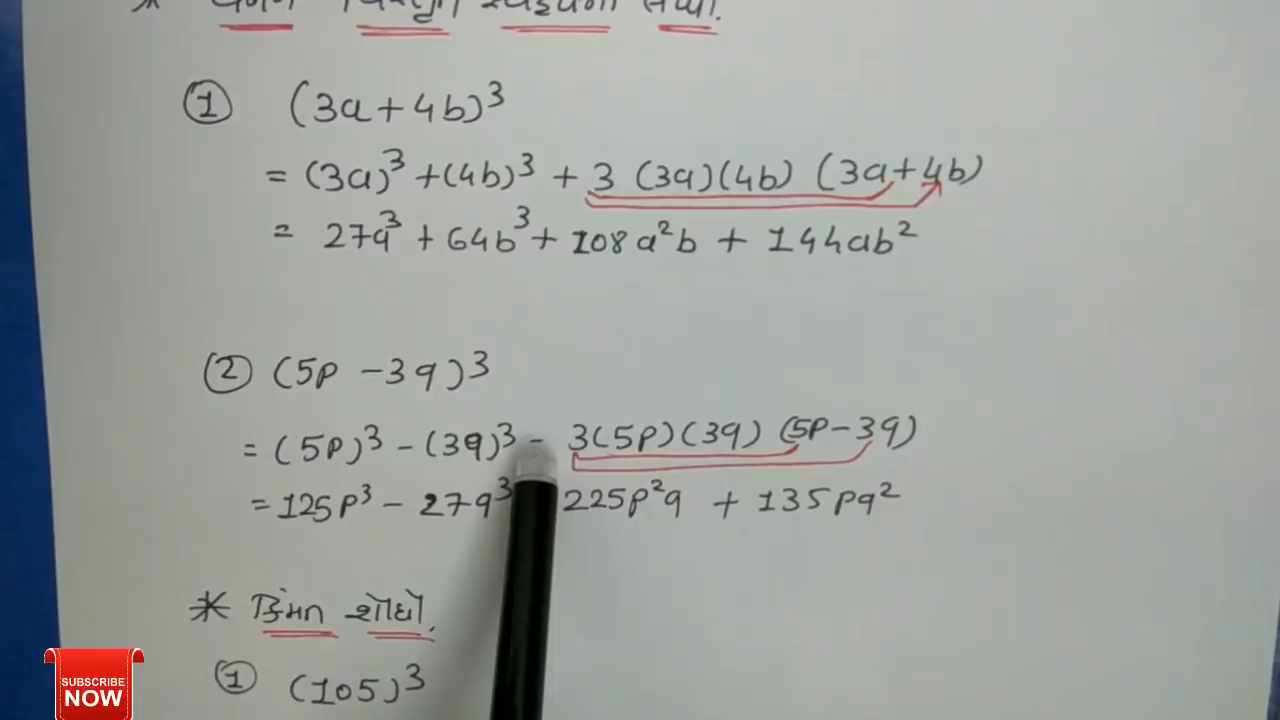 ① (3a+4b)³
= (3a)³ + (4b)³ + 3 (3a)(4b) (3a+4b)
= 27a³ + 64b³ + 108a²b + 144ab²
② (5p - 3q)³
= (5p)³ - (3q)³ - 3(5p)(3q) (5p-3q)
= 125p³ - 27q³ 225p²q + 135pq²
* કિંમત શોધો.
① (105)³
SUBSCRIBE
NOW